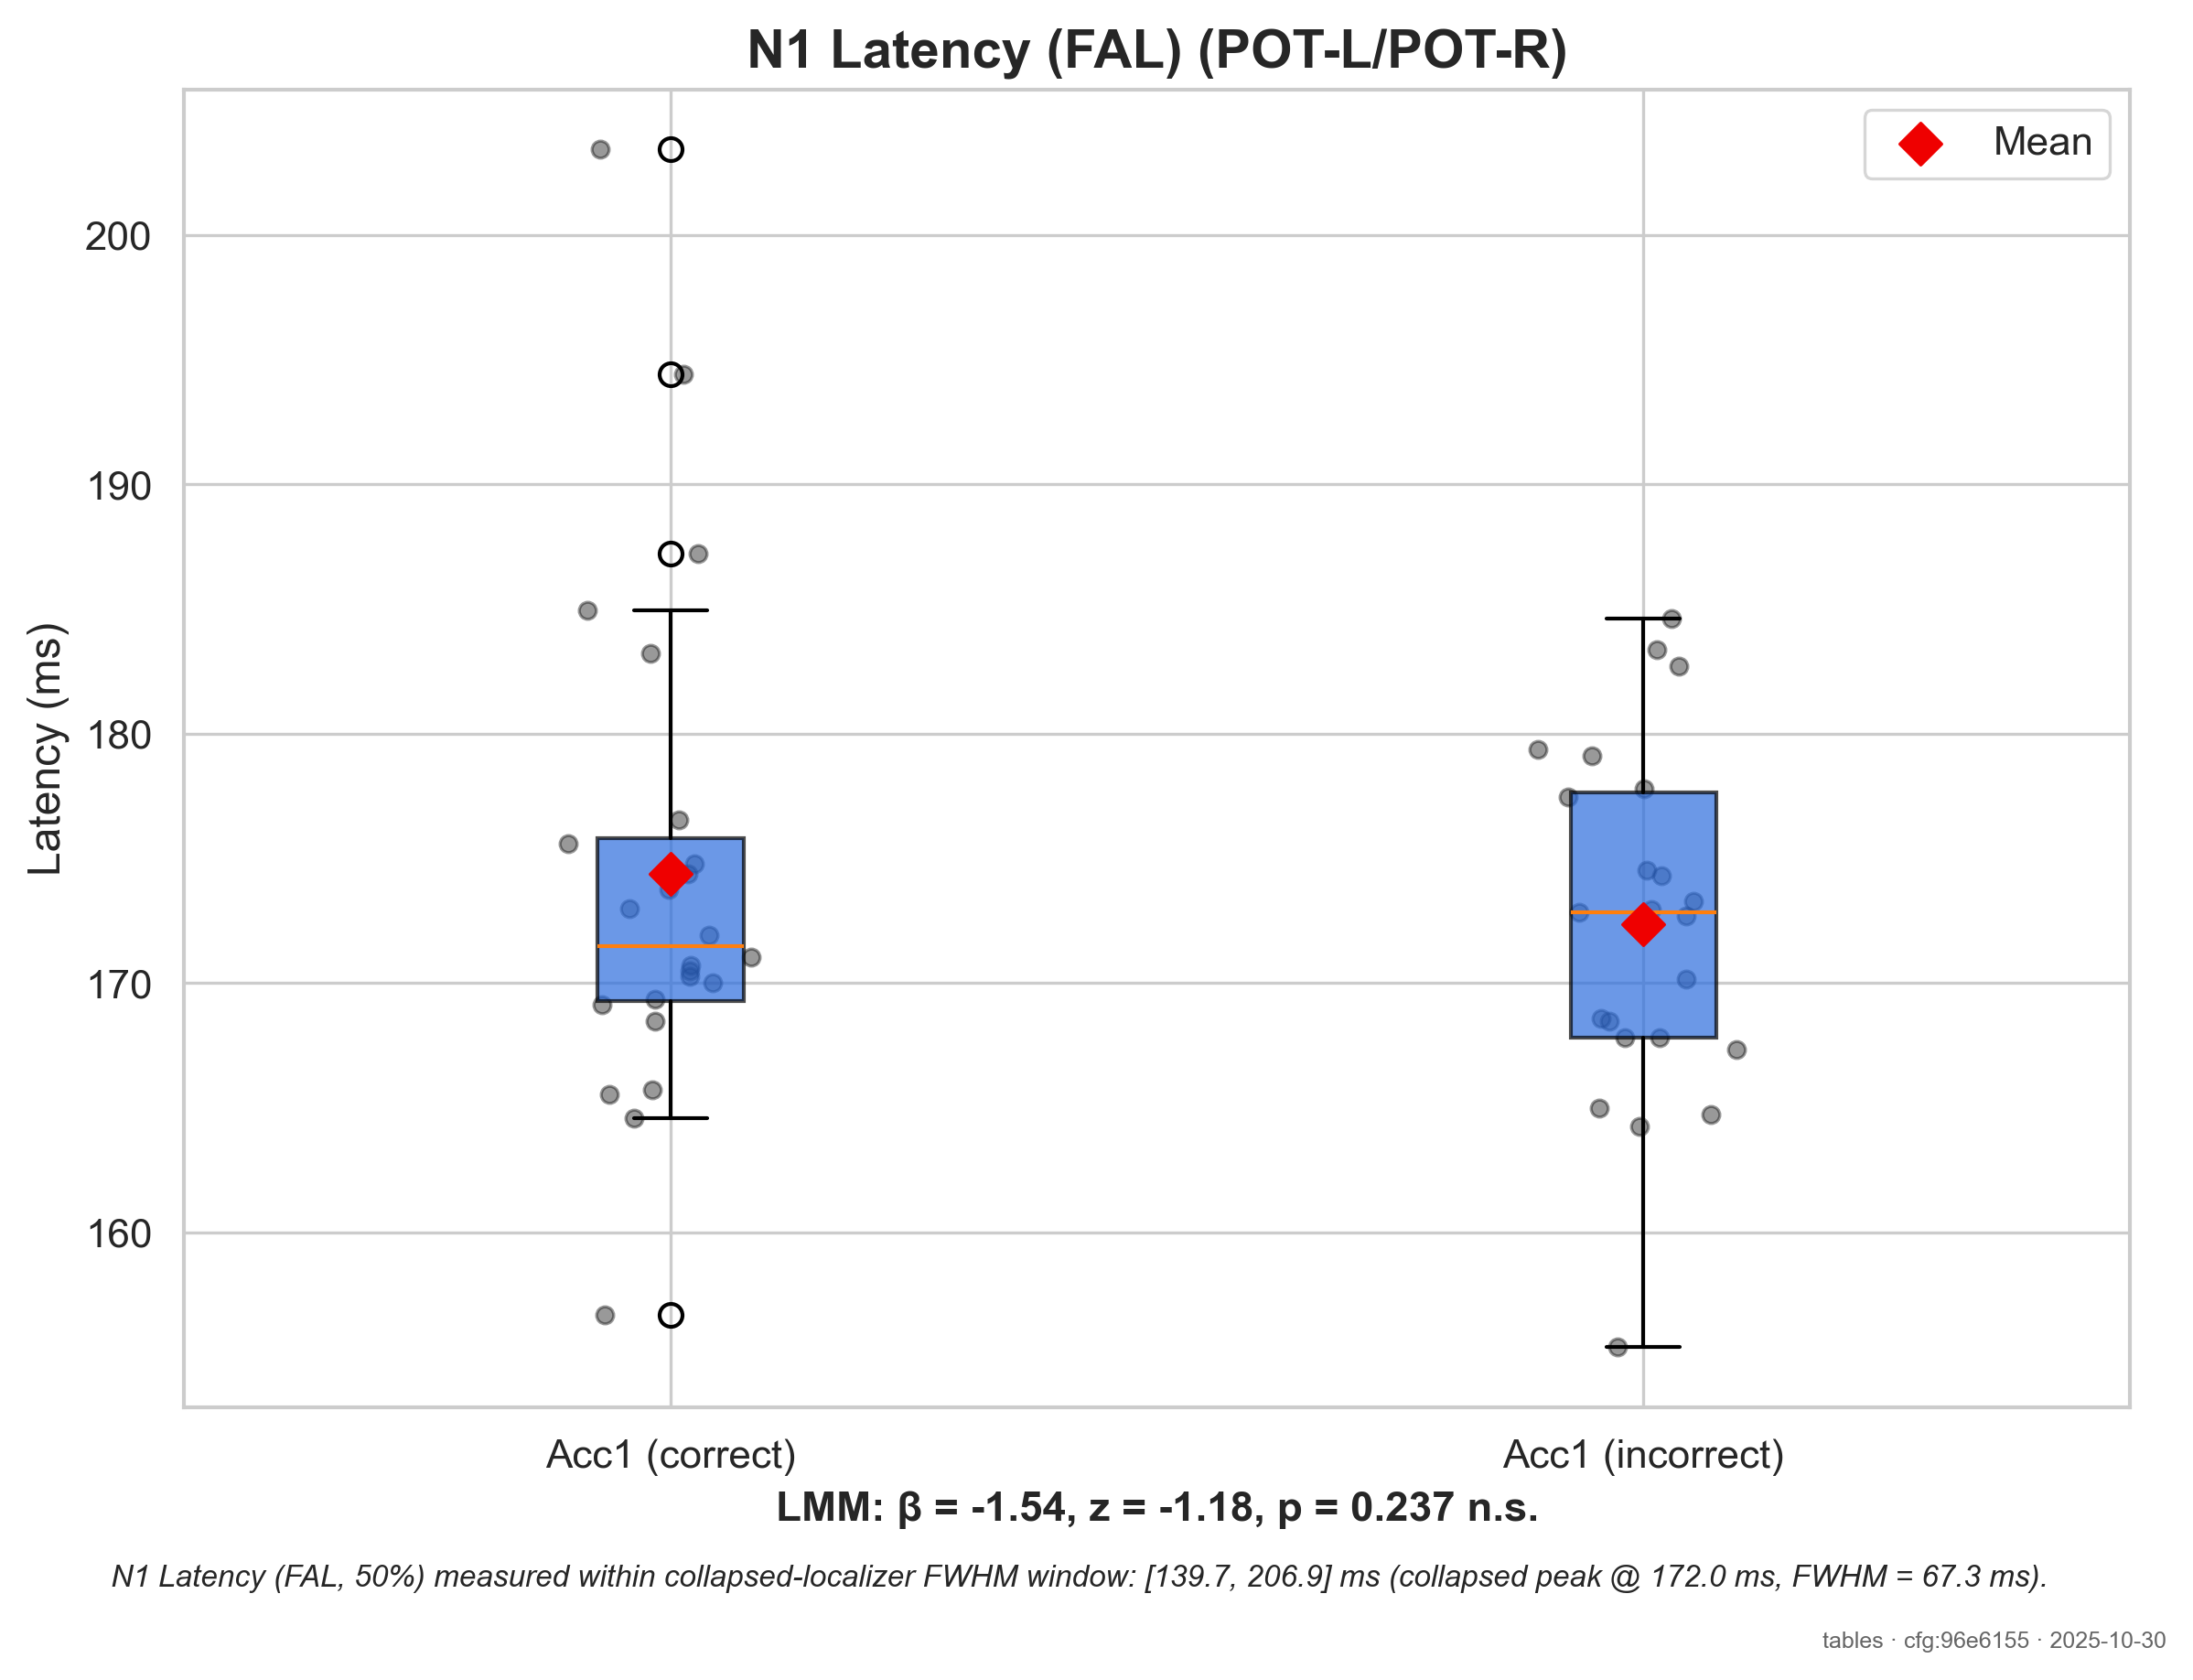 N1 Latency (FAL) (POT-L/POT-R)
Mean
200
190
180
170
160
Latency (ms)
Acc1 (correct)
Acc1 (incorrect)
LMM: β = -1.54, z = -1.18, p = 0.237 n.s.
N1 Latency (FAL, 50%) measured within collapsed-localizer FWHM window: [139.7, 206.9] ms (collapsed peak @ 172.0 ms, FWHM = 67.3 ms).
tables · cfg:96e6155 · 2025-10-30